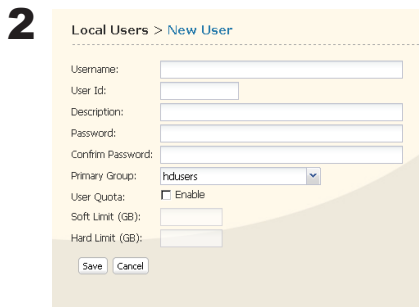 2
Local Users > New User
Username:
User Id:
Description:
Password:
Confrim Password:
Primary Group: hdusers
User Quota: Enable
Soft Limit (GB):
Hard Limit (GB):
Save Cancel